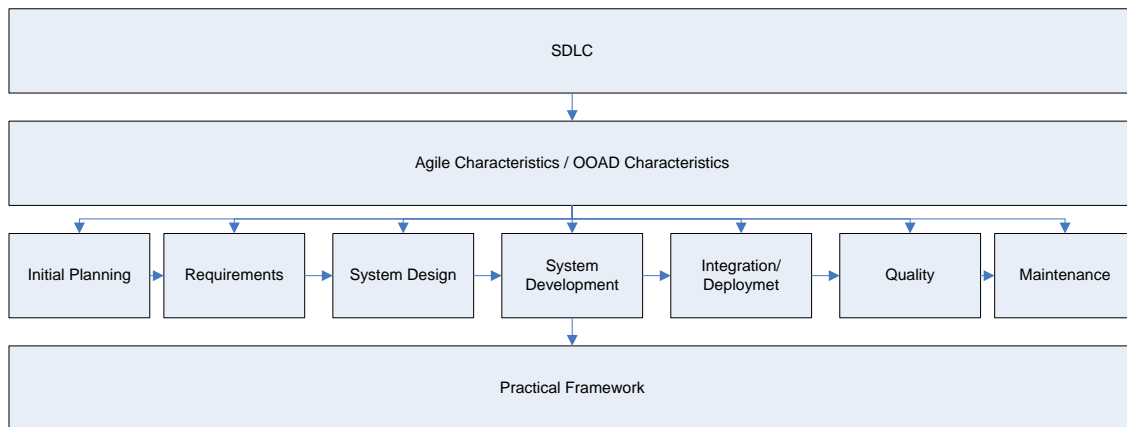 SDLC
Agile Characteristics / OOAD Characteristics
Initial Planning
Requirements
System Design
System
Development
Integration/
Deploymet
Quality
Maintenance
Practical Framework